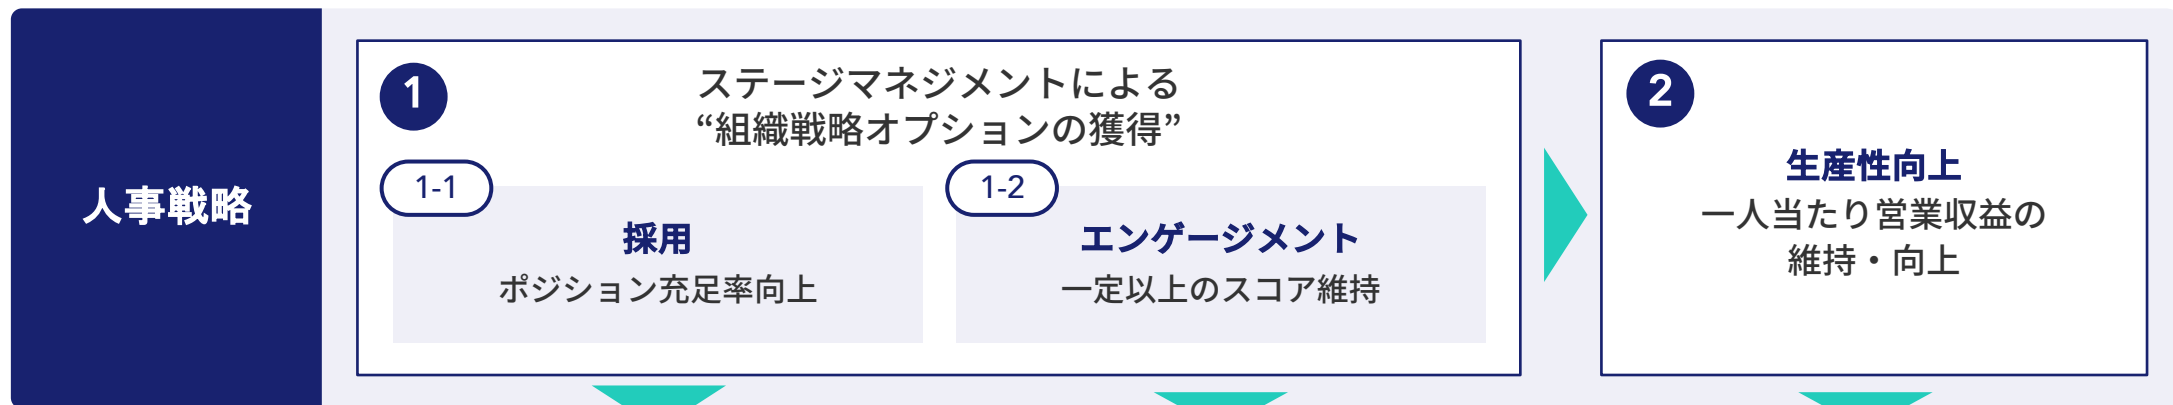 人事戦略
1
ステージマネジメントによる
“組織戦略オプションの獲得”
1-1
採用
ポジション充足率向上
1-2
エンゲージメント
一定以上のスコア維持
2
生産性向上
一人当たり営業収益の
維持・向上